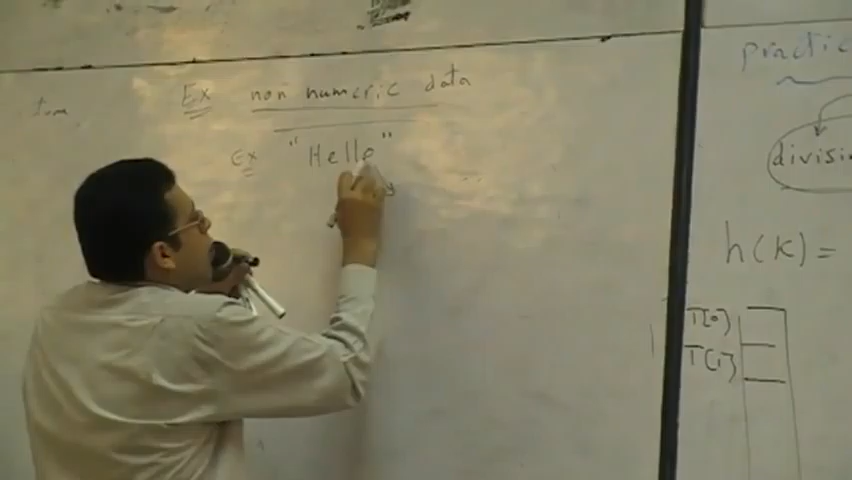 Ex non numeric data
Ex "Hello"
practic
divisi
h(k) =
T[0]
T[1]